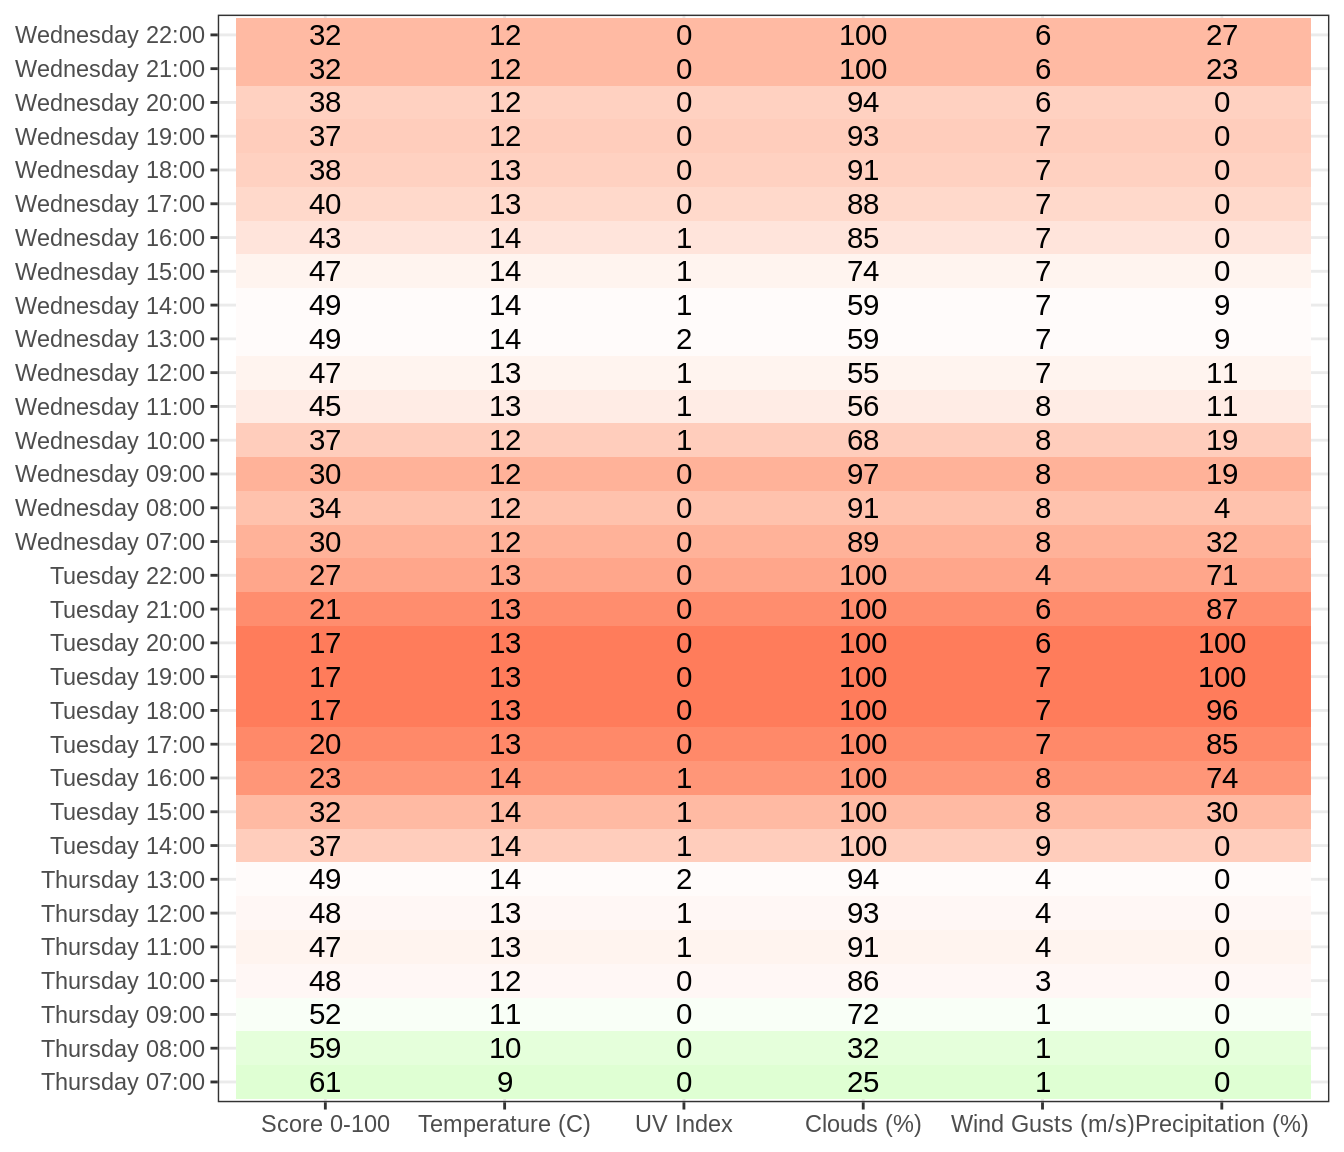 Wednesday 22:00 32 12 0 100 6 27
Wednesday 21:00 32 12 0 100 6 23
Wednesday 20:00 38 12 0 94 6 0
Wednesday 19:00 37 12 0 93 7 0
Wednesday 18:00 38 13 0 91 7 0
Wednesday 17:00 40 13 0 88 7 0
Wednesday 16:00 43 14 1 85 7 0
Wednesday 15:00 47 14 1 74 7 0
Wednesday 14:00 49 14 1 59 7 9
Wednesday 13:00 49 14 2 59 7 9
Wednesday 12:00 47 13 1 55 7 11
Wednesday 11:00 45 13 1 56 8 11
Wednesday 10:00 37 12 1 68 8 19
Wednesday 09:00 30 12 0 97 8 19
Wednesday 08:00 34 12 0 91 8 4
Wednesday 07:00 30 12 0 89 8 32
Tuesday 22:00 27 13 0 100 4 71
Tuesday 21:00 21 13 0 100 6 87
Tuesday 20:00 17 13 0 100 6 100
Tuesday 19:00 17 13 0 100 7 100
Tuesday 18:00 17 13 0 100 7 96
Tuesday 17:00 20 13 0 100 7 85
Tuesday 16:00 23 14 1 100 8 74
Tuesday 15:00 32 14 1 100 8 30
Tuesday 14:00 37 14 1 100 9 0
Thursday 13:00 49 14 2 94 4 0
Thursday 12:00 48 13 1 93 4 0
Thursday 11:00 47 13 1 91 4 0
Thursday 10:00 48 12 0 86 3 0
Thursday 09:00 52 11 0 72 1 0
Thursday 08:00 59 10 0 32 1 0
Thursday 07:00 61 9 0 25 1 0
Score 0-100 Temperature (C) UV Index Clouds (%) Wind Gusts (m/s) Precipitation (%)